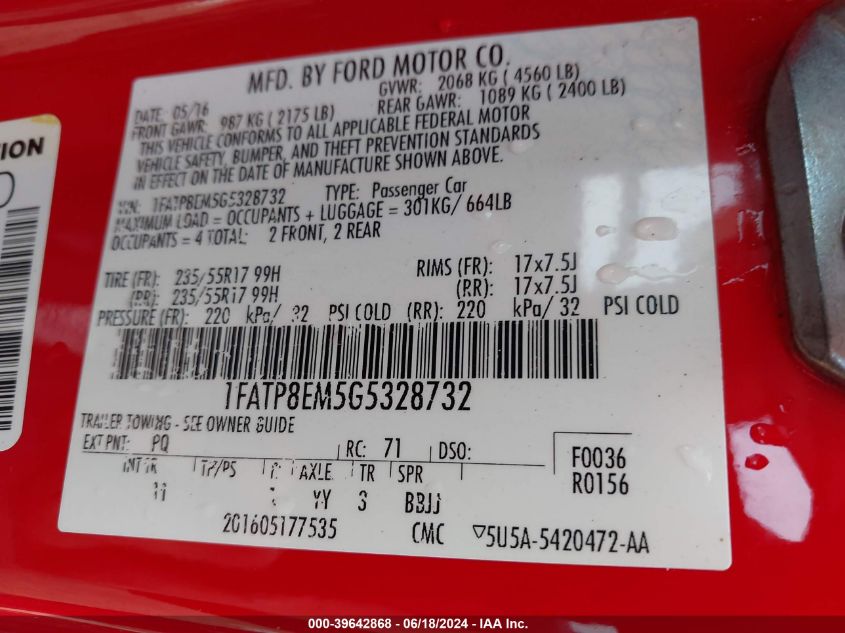 MFD. BY FORD MOTOR CO.
DATE: 05/16 GVWR: 2068 KG ( 4560 LB)
FRONT GAWR: 987 KG ( 2175 LB) REAR GAWR: 1089 KG ( 2400 LB)
THIS VEHICLE CONFORMS TO ALL APPLICABLE FEDERAL MOTOR
VEHICLE SAFETY, BUMPER, AND THEFT PREVENTION STANDARDS
IN EFFECT ON THE DATE OF MANUFACTURE SHOWN ABOVE.
VIN: 1FATP8EM5G5328732 TYPE: Passenger Car
MAXIMUM LOAD = OCCUPANTS + LUGGAGE = 301KG/ 664LB
OCCUPANTS = 4 TOTAL: 2 FRONT, 2 REAR
TIRE (FR): 235/55R17 99H RIMS (FR): 17x7.5J
(RR): 235/55R17 99H (RR): 17x7.5J
PRESSURE (FR): 220 kPa/ 32 PSI COLD (RR): 220 kPa/ 32 PSI COLD
1FATP8EM5G5328732
TRAILER TOWING - SEE OWNER GUIDE
EXT PNT: PQ RC: 71 DSO: F0036
INT TR TP/PS R AXLE TR SPR R0156
YY 3 BBJJ
201605177535 CMC ▽5U5A-5420472-AA
000-39642868 - 06/18/2024 - IAA Inc.